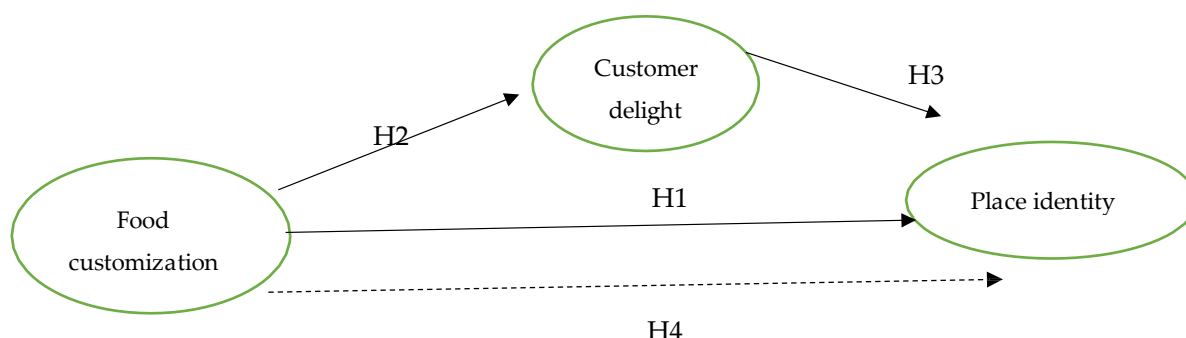 Customer
delight
H3
H2
H1
Place identity
Food
customization
H4